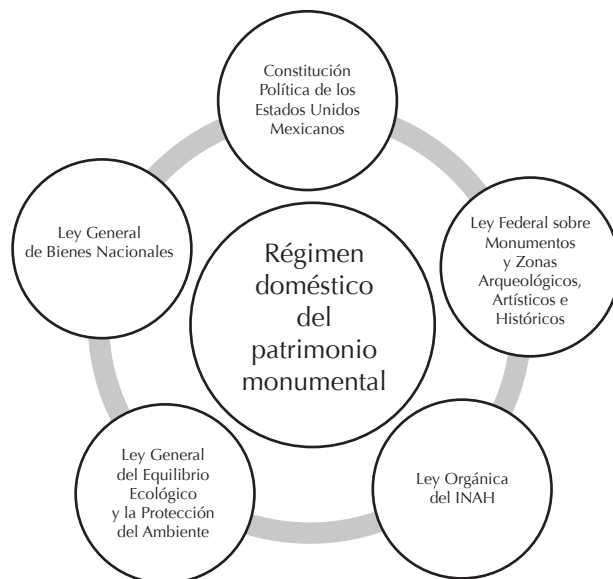 Constitución
Política de los
Estados Unidos
Mexicanos
Ley Federal sobre
Monumentos
y Zonas
Arqueológicos,
Artísticos e
Históricos
Ley Orgánica
del INAH
Ley General
del Equilibrio
Ecológico
y la Protección
del Ambiente
Ley General
de Bienes Nacionales
Régimen
doméstico
del
patrimonio
monumental